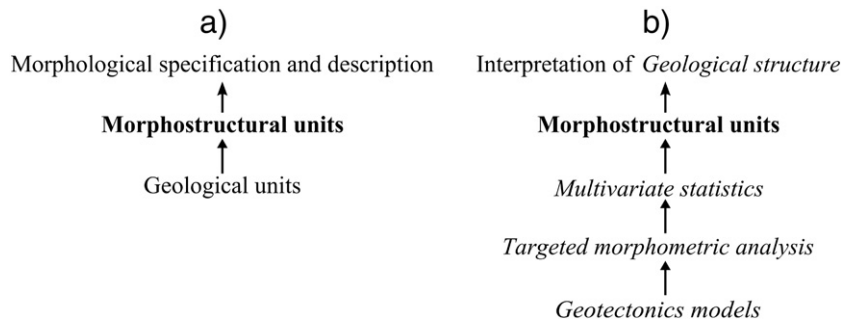 a)
Morphological specification and description
Morphostructural units
Geological units
b)
Interpretation of Geological structure
Morphostructural units
Multivariate statistics
Targeted morphometric analysis
Geotectonics models